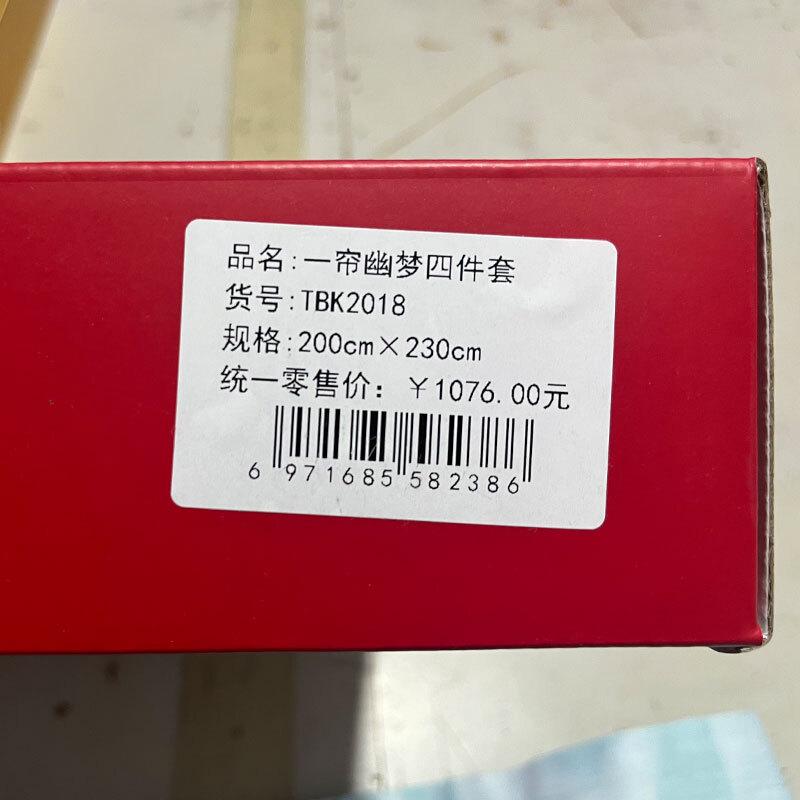 品名:一帘幽梦四件套
货号:TBK2018
规格:200cm×230cm
统一零售价：￥1076.00元
6 971685 582386